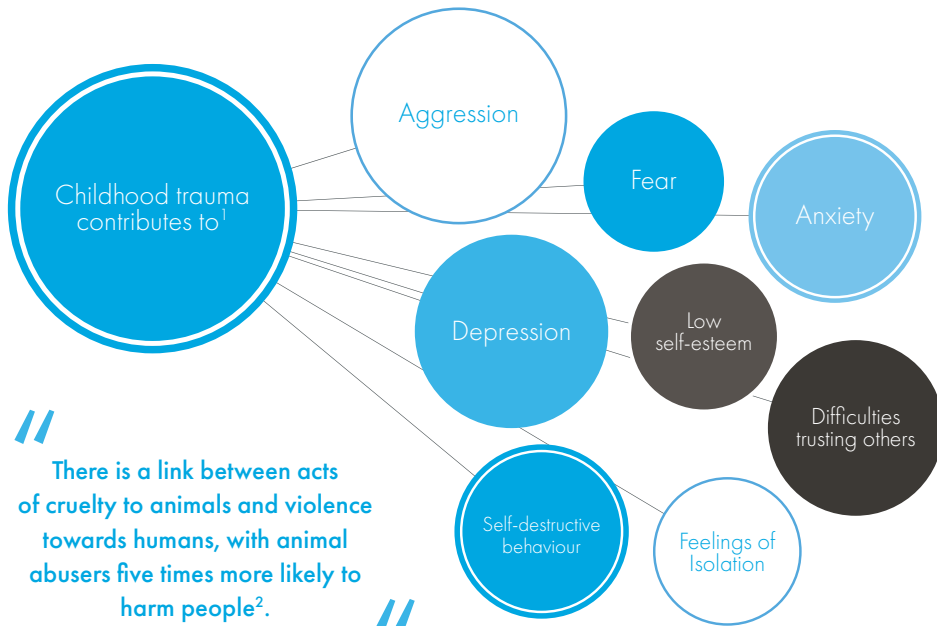 Childhood trauma
contributes to¹
Aggression
Fear
Anxiety
Depression
Low
self-esteem
Difficulties
trusting others
Self-destructive
behaviour
Feelings of
Isolation
“
There is a link between acts
of cruelty to animals and violence
towards humans, with animal
abusers five times more likely to
harm people².
”